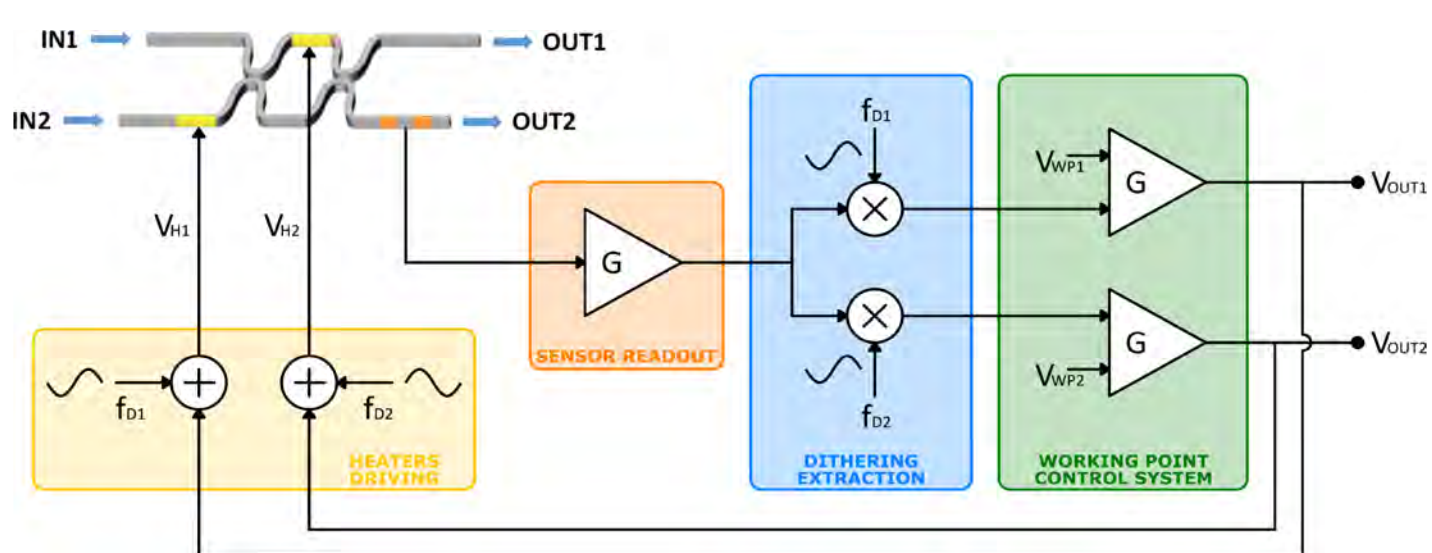 IN1
OUT1
IN2
OUT2
fD1
VWP1
G
VOUT1
VH1
VH2
G
SENSOR READOUT
G
VOUT2
VWP2
fD1
fD2
fD2
HEATERS
DRIVING
DITHERING
EXTRACTION
WORKING POINT
CONTROL SYSTEM